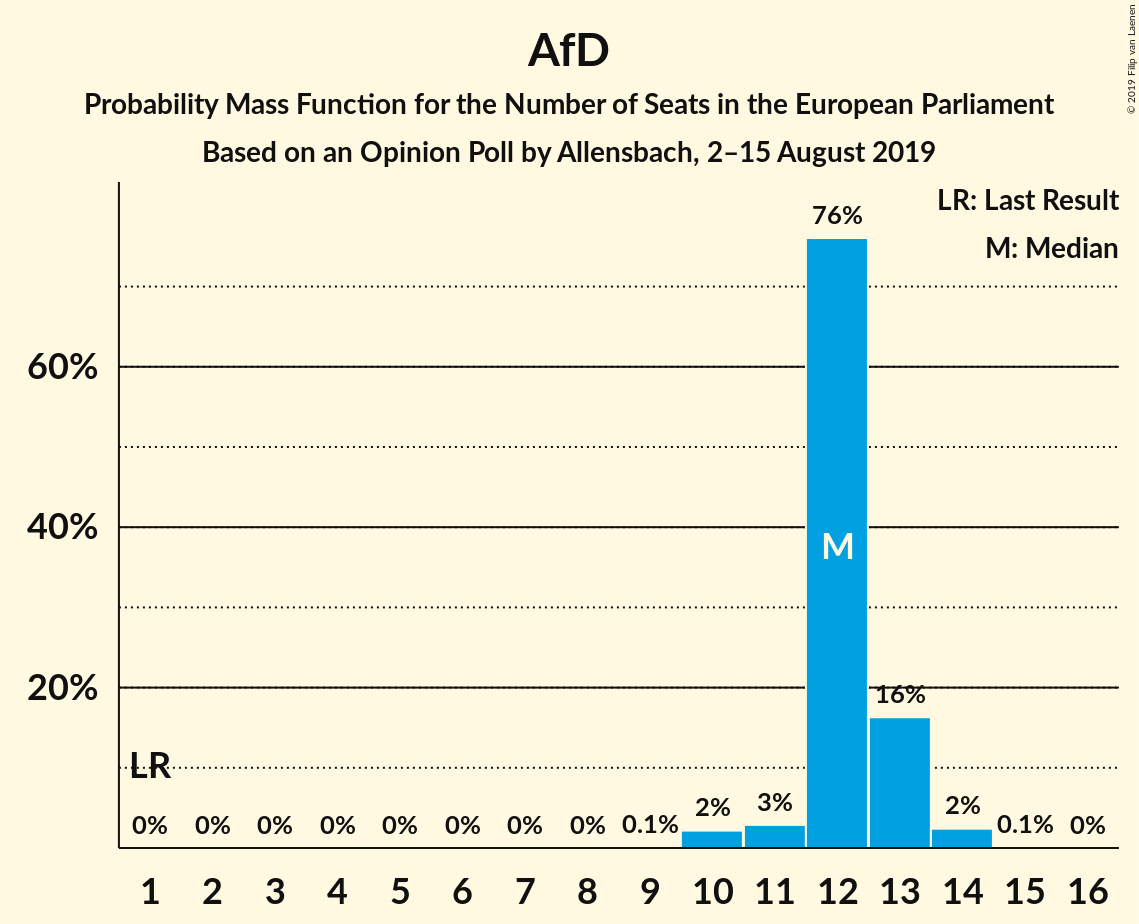 AfD
Probability Mass Function for the Number of Seats in the European Parliament
Based on an Opinion Poll by Allensbach, 2–15 August 2019
© 2019 Filip van Laenen
LR: Last Result
M: Median
76%
60%
40%
M
20%
16%
LR
0% 0% 0% 0% 0% 0% 0% 0% 0.1% 2% 3% 2% 0.1% 0%
1 2 3 4 5 6 7 8 9 10 11 12 13 14 15 16